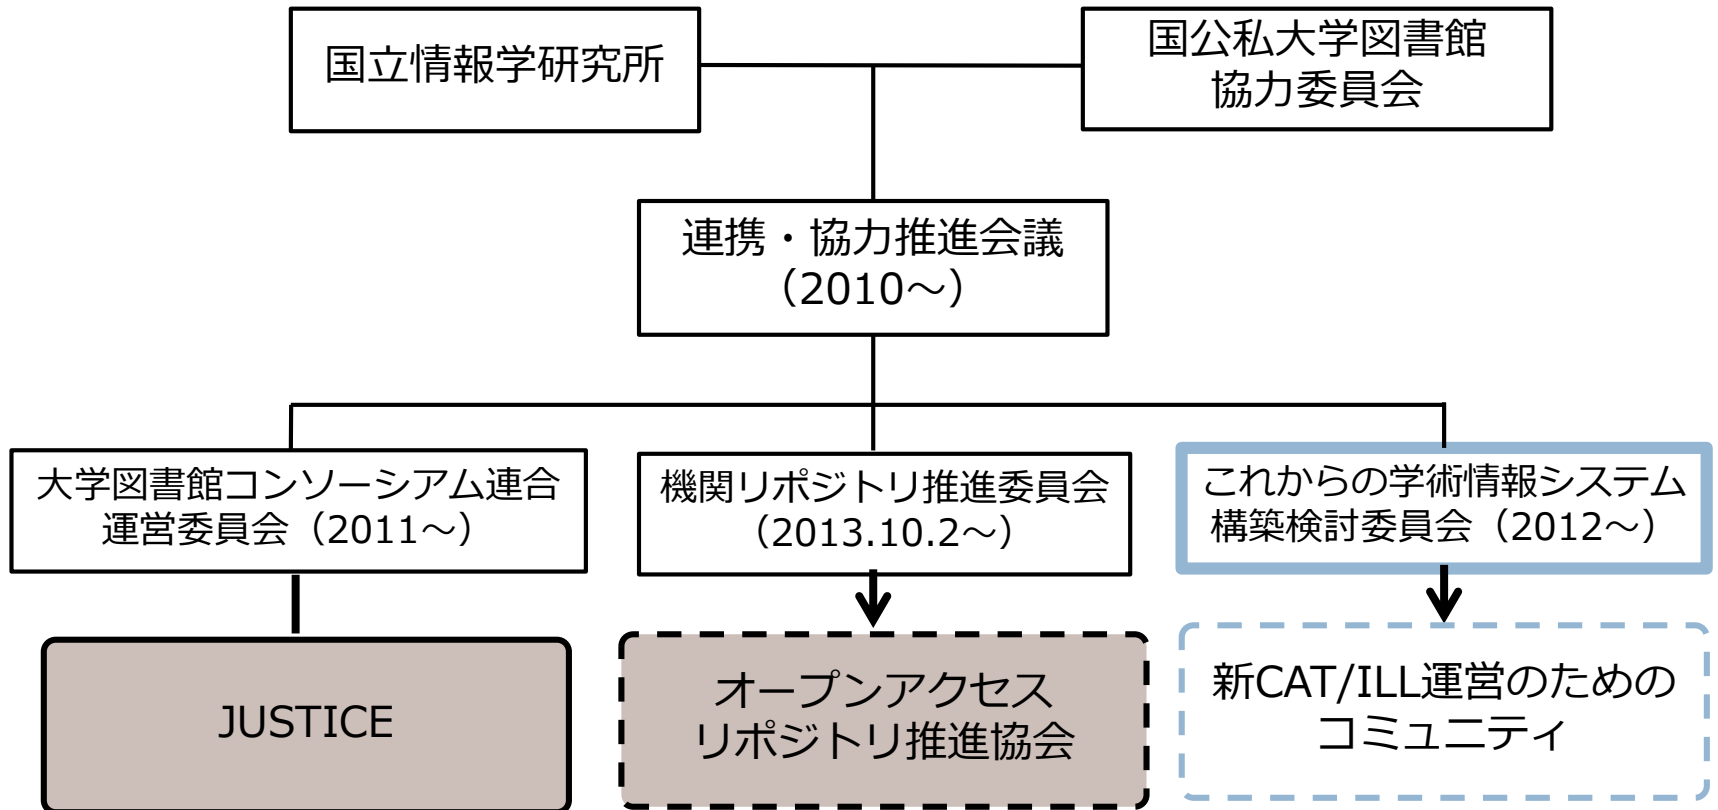 国立情報学研究所
国公私大学図書館
協力委員会
連携・協力推進会議
（2010～）
大学図書館コンソーシアム連合
運営委員会（2011～）
機関リポジトリ推進委員会
（2013.10.2～）
これからの学術情報システム
構築検討委員会（2012～）
JUSTICE
オープンアクセス
リポジトリ推進協会
新CAT/ILL運営のための
コミュニティ